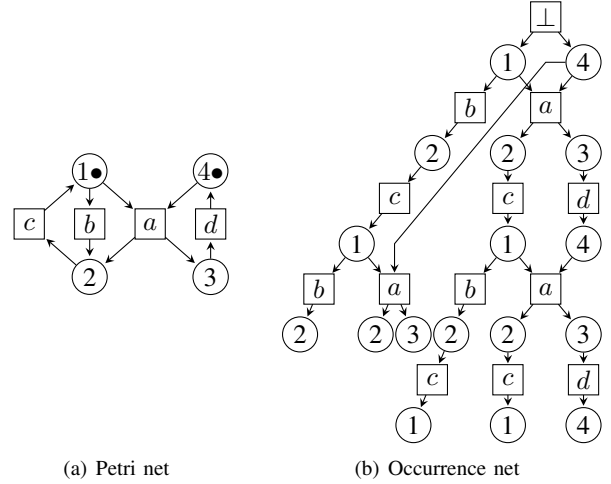 ⊥
1 4
b a
2 2 3
c c d
1 1 4
b a b a
2 2 3 2 2 3
c c d
1 1 4
1● 4●
c b a d
2 3
(a) Petri net
(b) Occurrence net